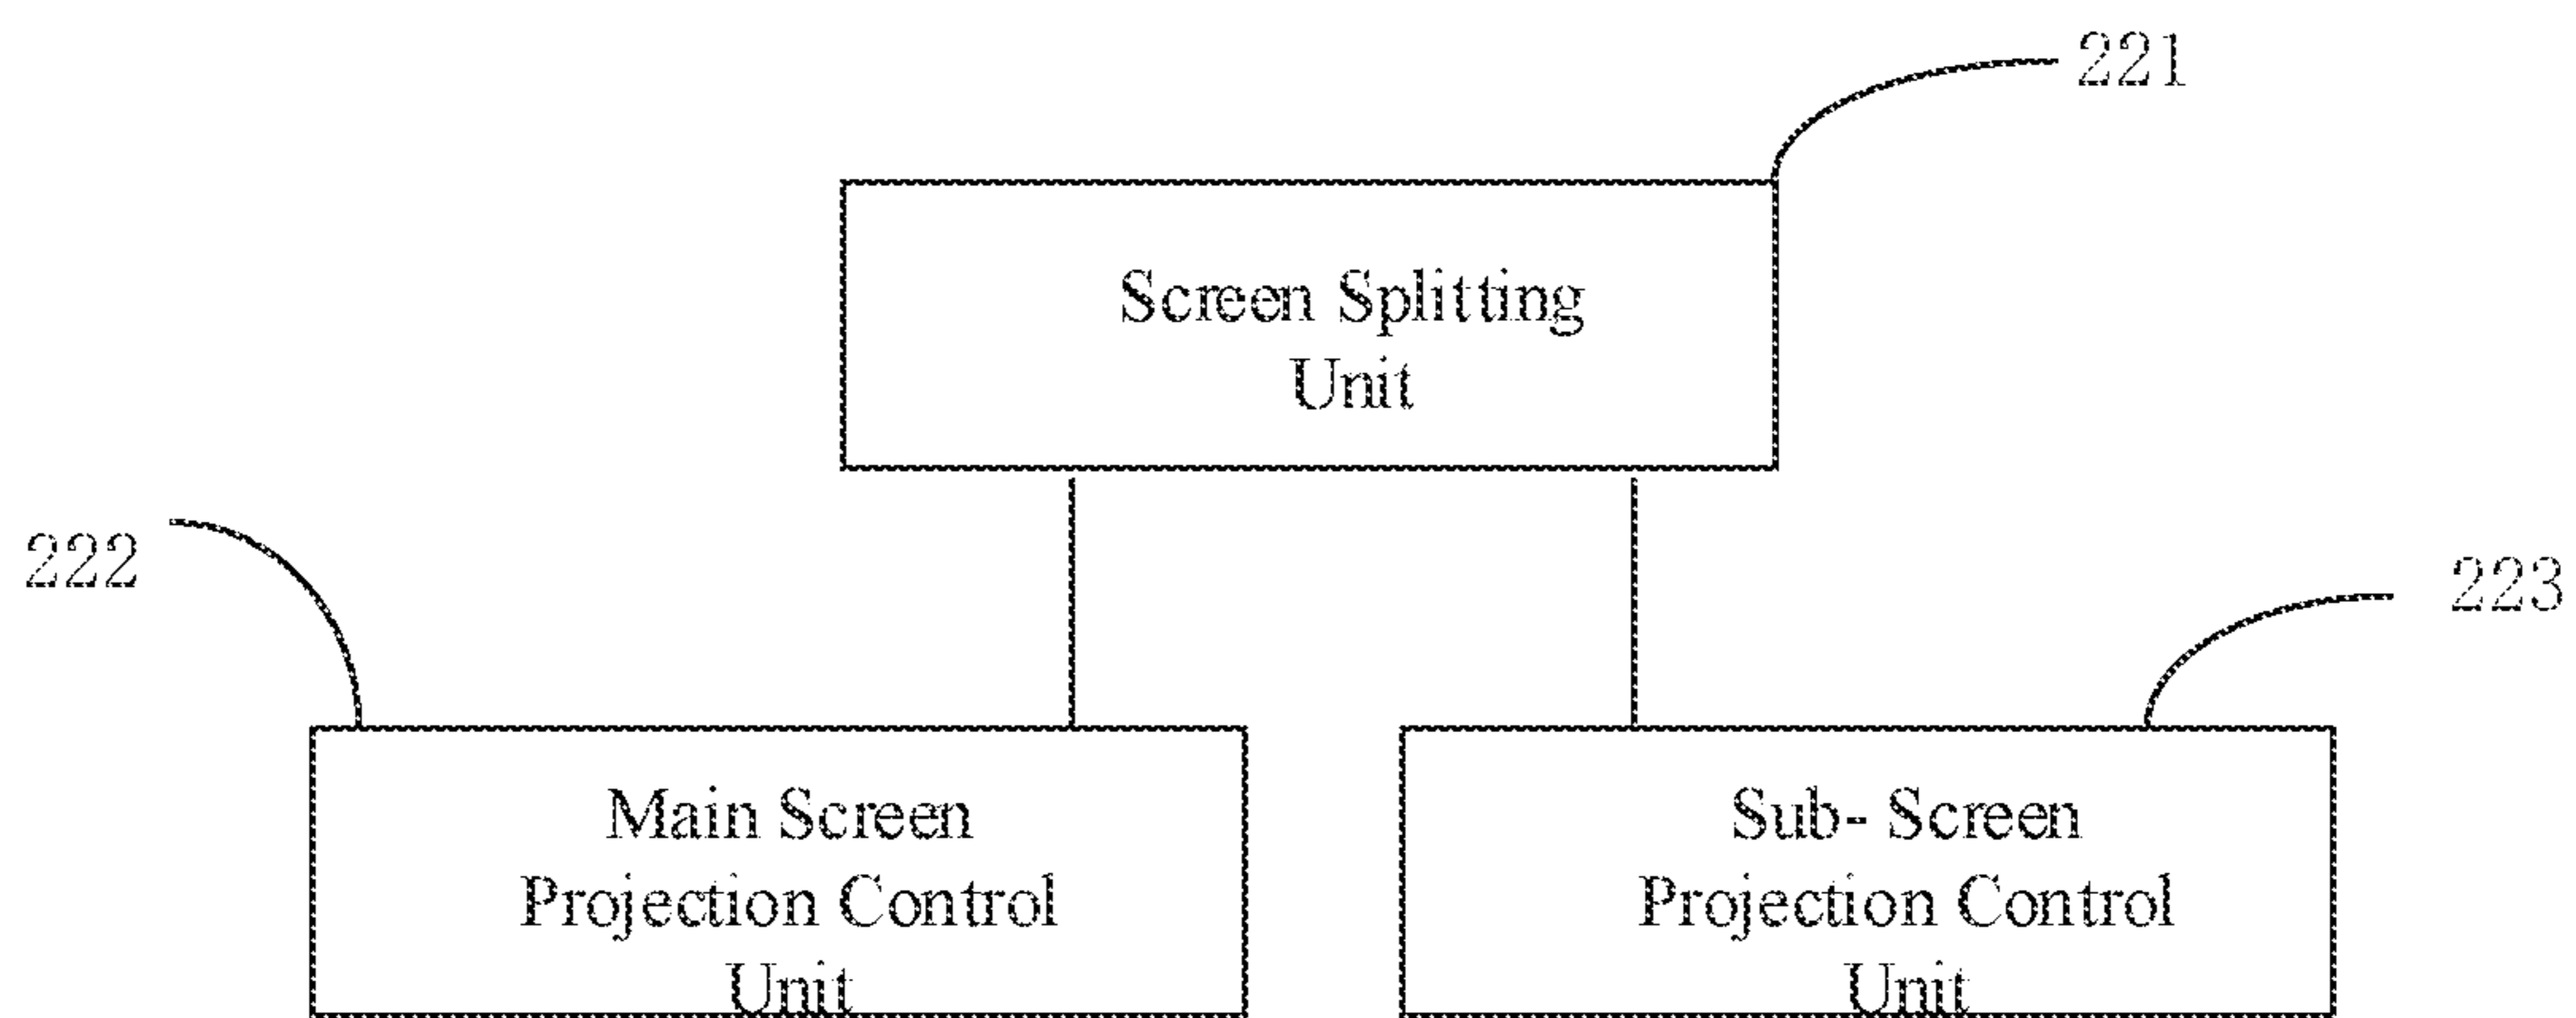 221
Screen Splitting
Unit
222
223
Main Screen
Projection Control
Unit
Sub- Screen
Projection Control
Unit